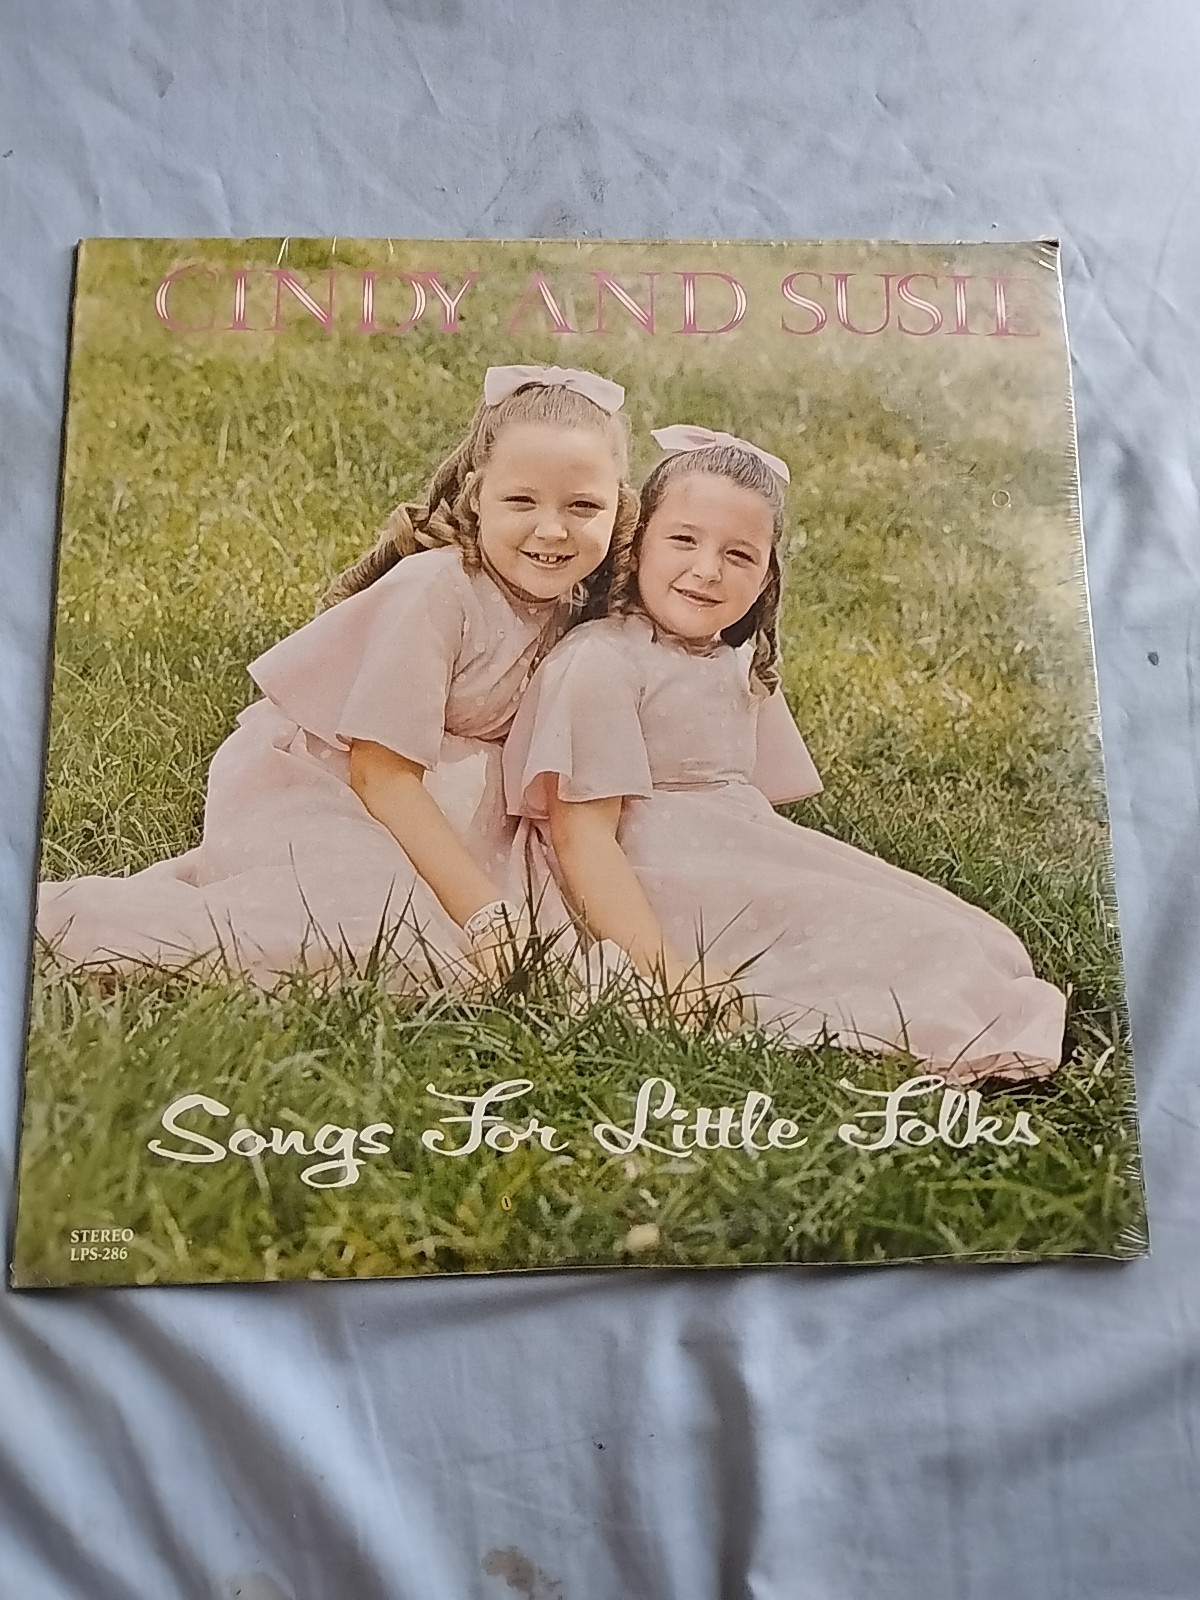 CINDY AND SUSIE
Songs For Little Folks
STEREO
LPS-286